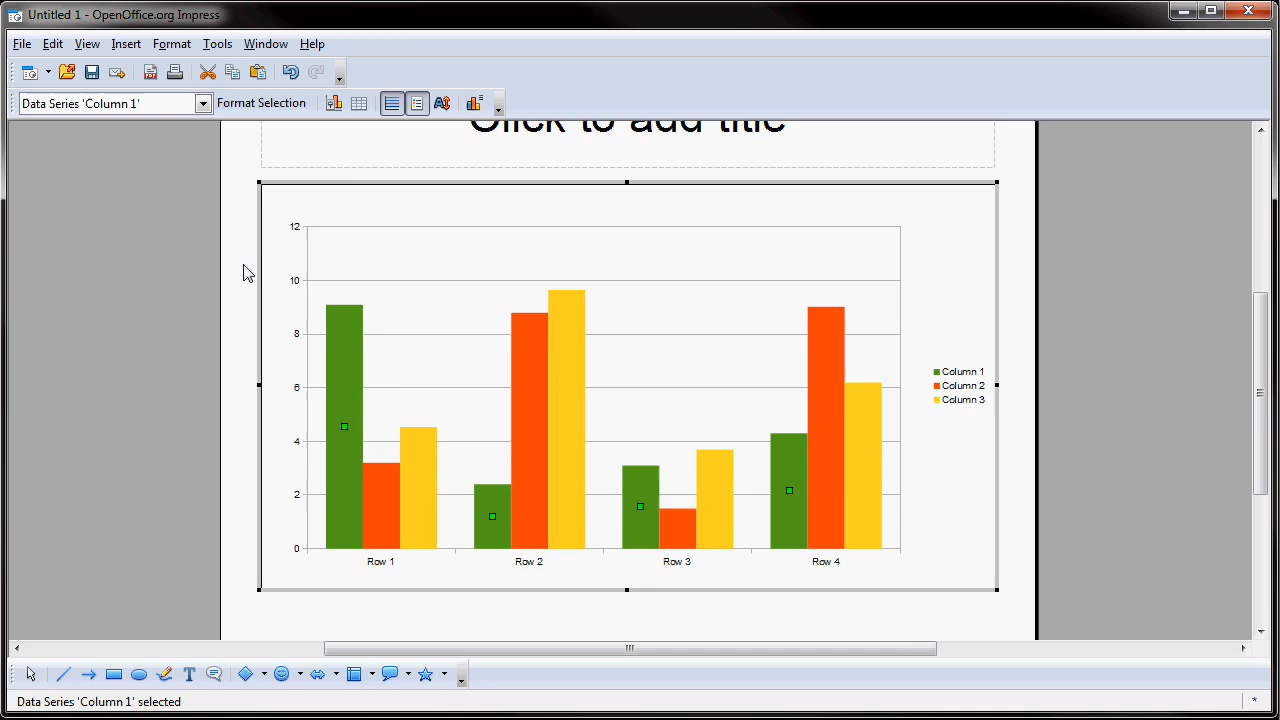 Untitled 1 - OpenOffice.org Impress
File Edit View Insert Format Tools Window Help
Data Series 'Column 1' Format Selection
Click to add title
12
10
8
6
4
2
0
Row 1 Row 2 Row 3 Row 4
Column 1
Column 2
Column 3
Data Series 'Column 1' selected *